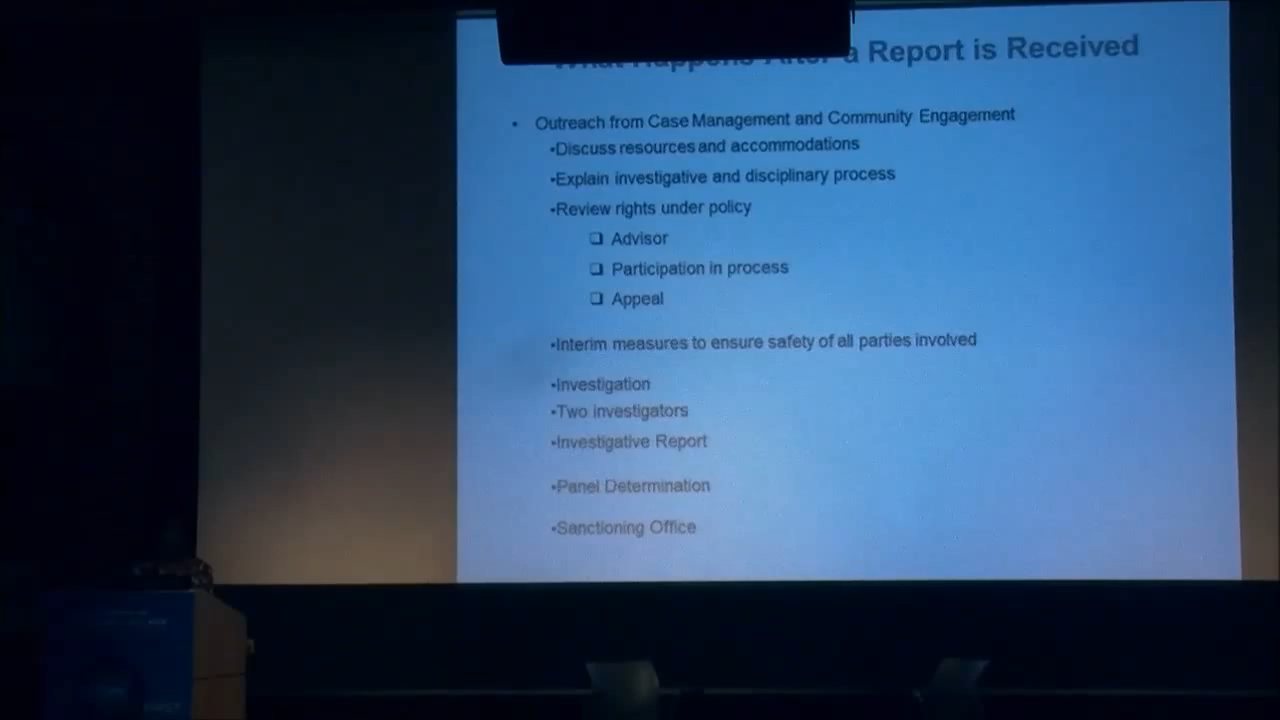 What Happens After a Report is Received
• Outreach from Case Management and Community Engagement
•Discuss resources and accommodations
•Explain investigative and disciplinary process
•Review rights under policy
❑ Advisor
❑ Participation in process
❑ Appeal
•Interim measures to ensure safety of all parties involved
•Investigation
•Two investigators
•Investigative Report
•Panel Determination
•Sanctioning Office